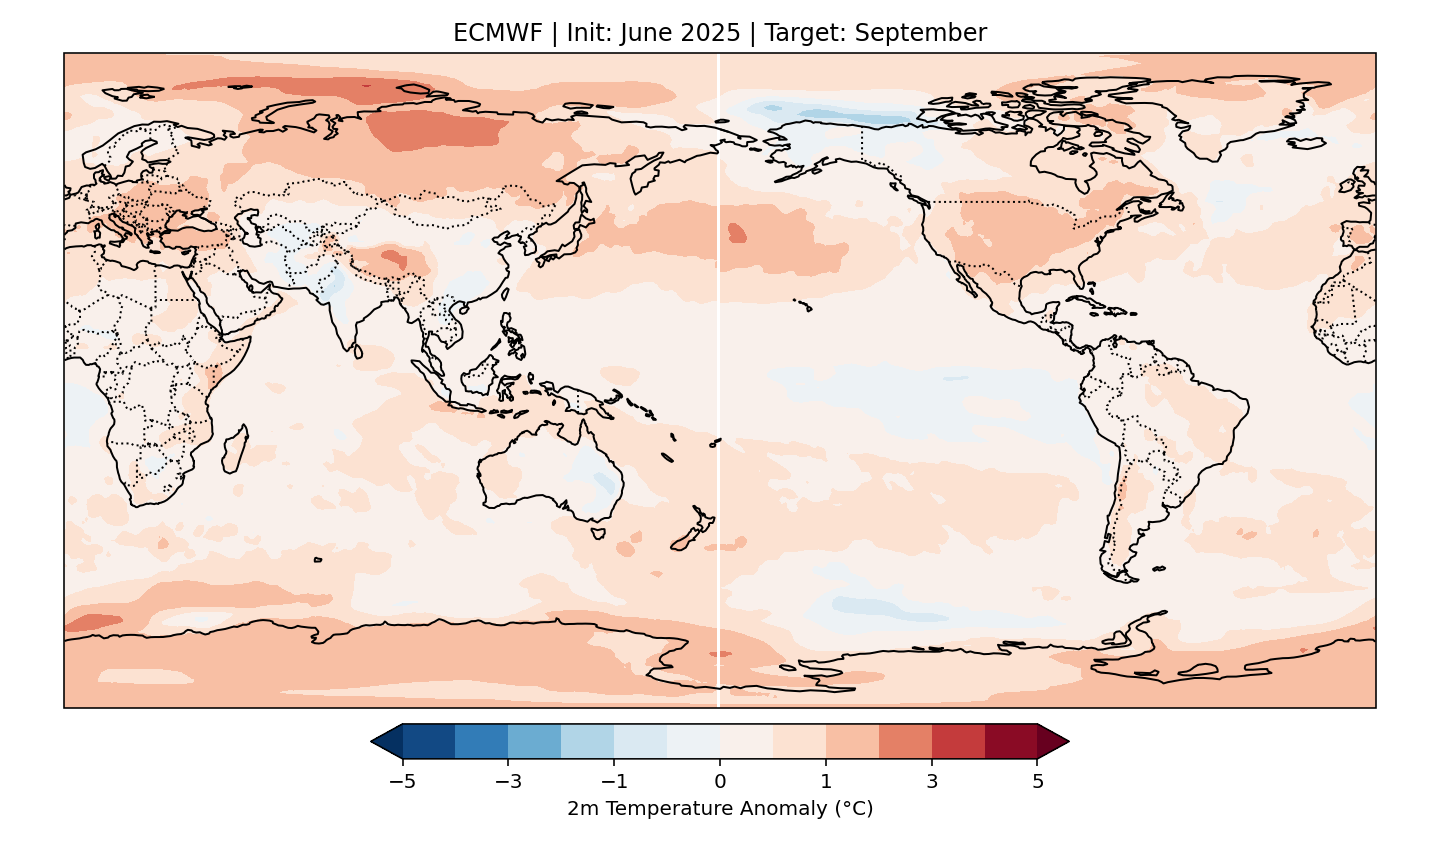 ECMWF | Init: June 2025 | Target: September
−5 −3 −1 0 1 3 5
2m Temperature Anomaly (°C)